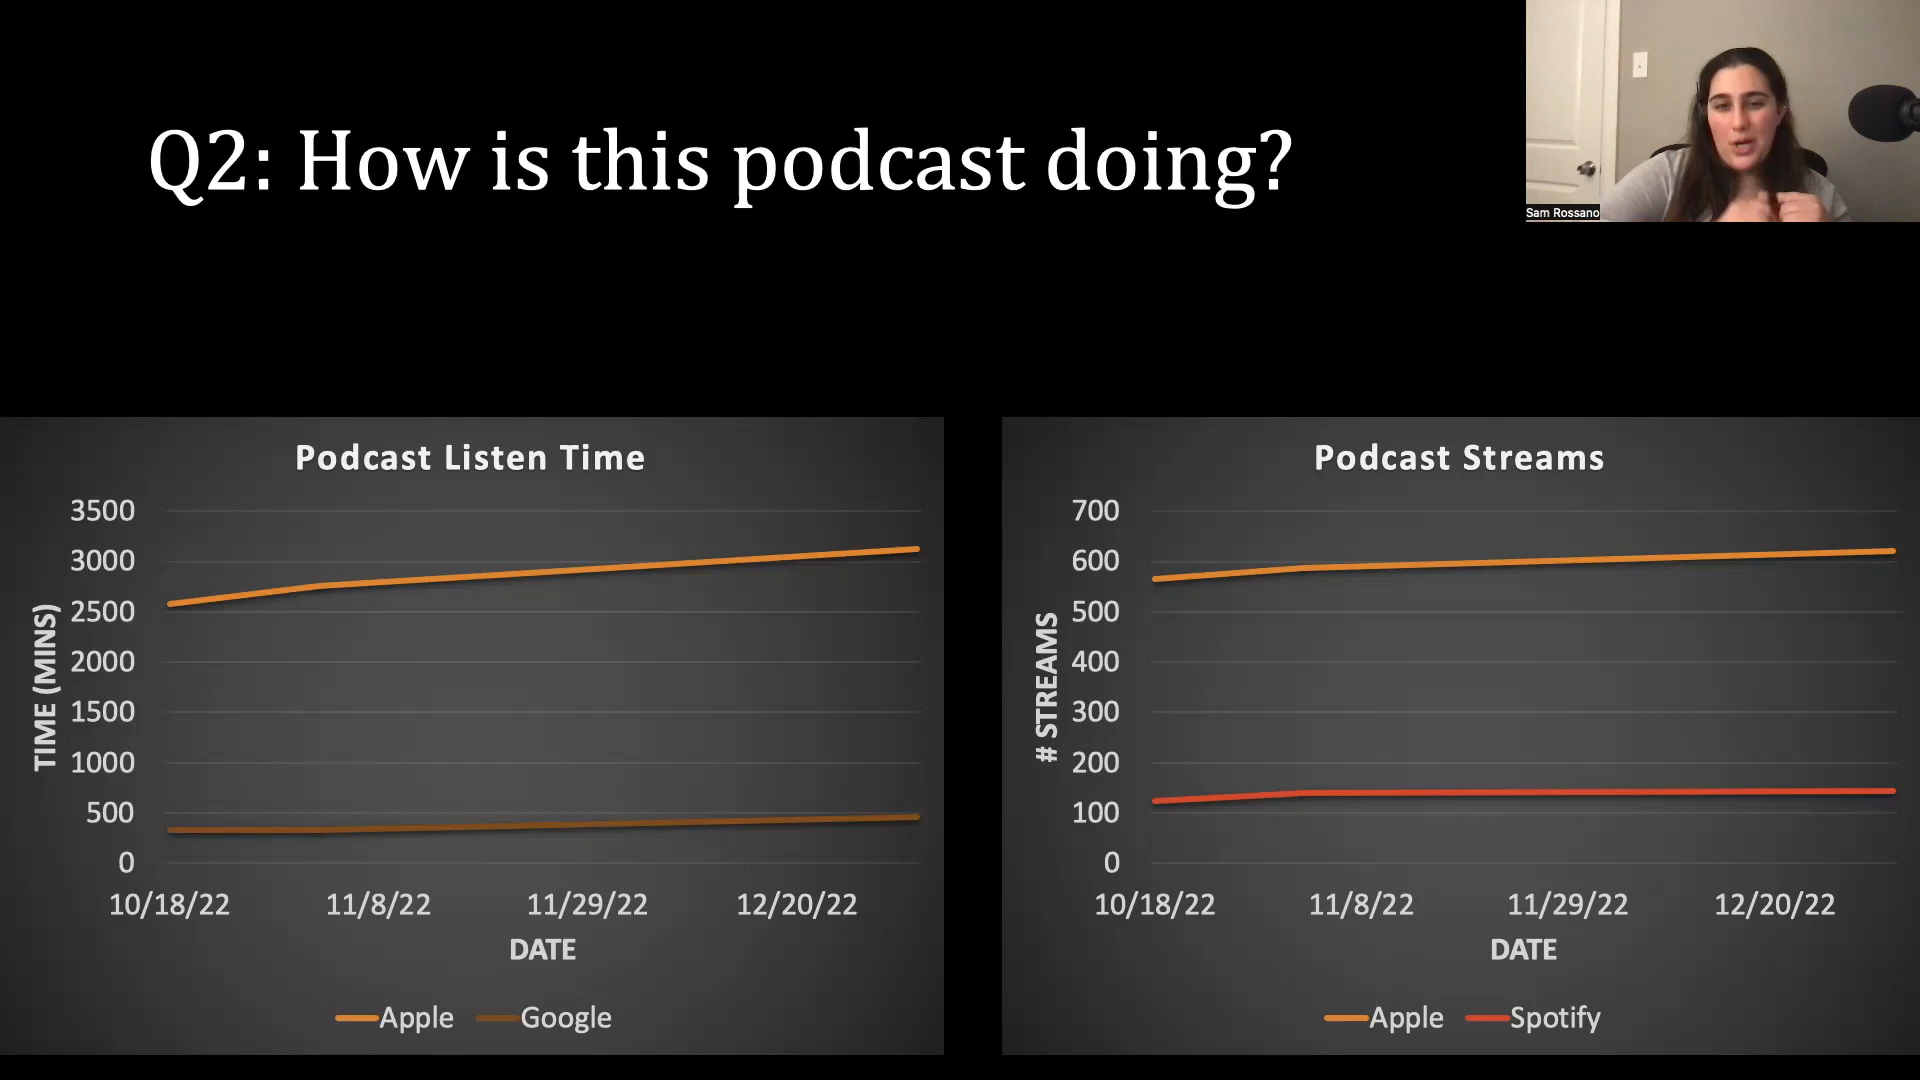 Q2: How is this podcast doing?
Sam Rossano
Podcast Listen Time
3500
3000
2500
2000
1500
1000
500
0
TIME (MINS)
10/18/22 11/8/22 11/29/22 12/20/22
DATE
Apple Google
Podcast Streams
700
600
500
400
300
200
100
0
# STREAMS
10/18/22 11/8/22 11/29/22 12/20/22
DATE
Apple Spotify